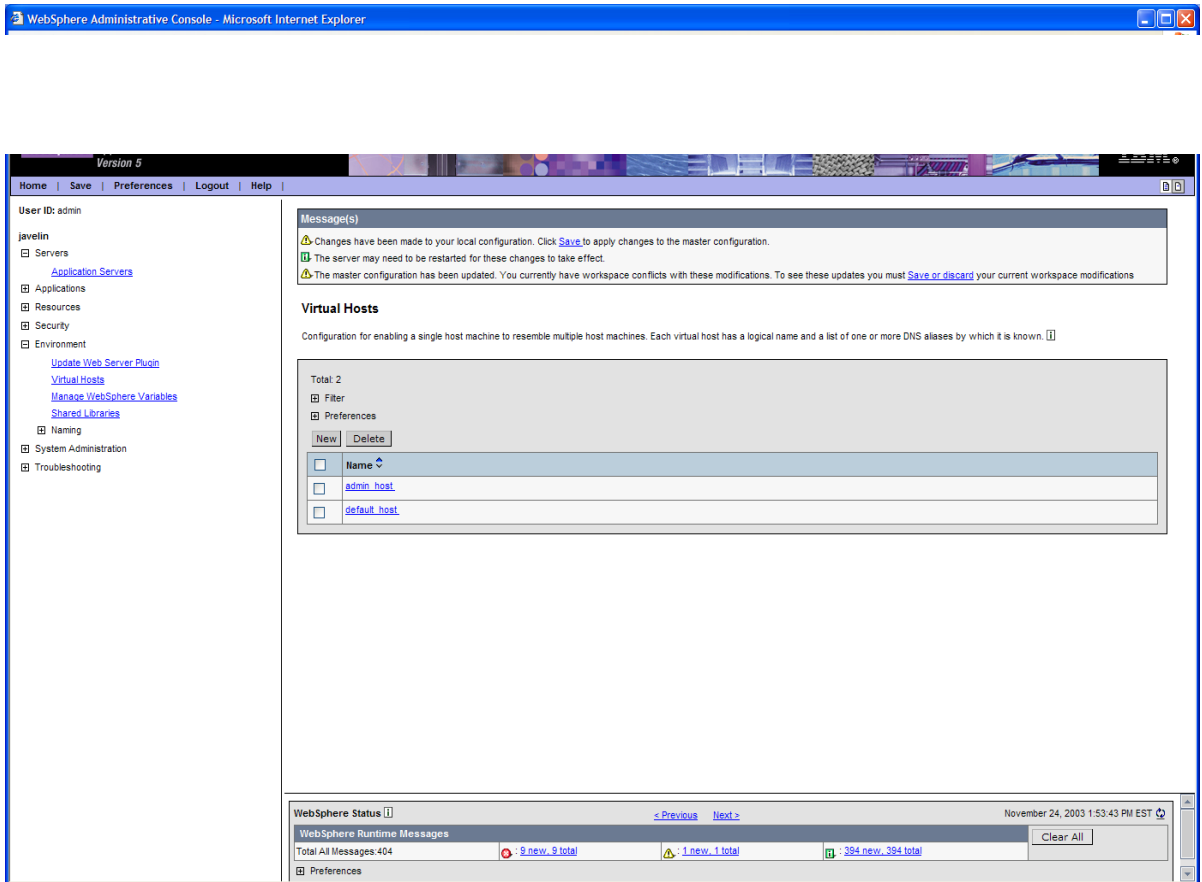 WebSphere Administrative Console - Microsoft Internet Explorer
Version 5
Home | Save | Preferences | Logout | Help |
User ID: admin
javelin
Servers
Application Servers
Applications
Resources
Security
Environment
Update Web Server Plugin
Virtual Hosts
Manage WebSphere Variables
Shared Libraries
Naming
System Administration
Troubleshooting
Message(s)
Changes have been made to your local configuration. Click Save to apply changes to the master configuration.
The server may need to be restarted for these changes to take effect.
The master configuration has been updated. You currently have workspace conflicts with these modifications. To see these updates you must Save or discard your current workspace modifications
Virtual Hosts
Configuration for enabling a single host machine to resemble multiple host machines. Each virtual host has a logical name and a list of one or more DNS aliases by which it is known.
Total: 2
Filter
Preferences
New Delete
Name
admin_host
default_host
WebSphere Status < Previous Next > November 24, 2003 1:53:43 PM EST
WebSphere Runtime Messages
Clear All
Total All Messages:404 : 9 new, 9 total : 1 new, 1 total : 394 new, 394 total
Preferences